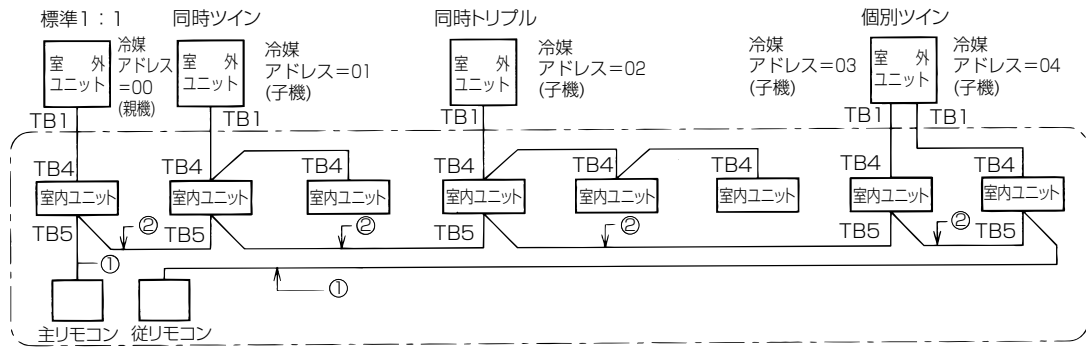 標準1：1
同時ツイン
同時トリプル
個別ツイン
室　外
ユニット
冷媒
アドレス
=00
(親機)
室　外
ユニット
冷媒
アドレス=01
(子機)
室　外
ユニット
冷媒
アドレス=02
(子機)
冷媒
アドレス=03
(子機)
室　外
ユニット
冷媒
アドレス=04
(子機)
TB1
TB1
TB1
TB1
TB1
TB4
TB4
TB4
TB4
TB4
TB4
TB4
TB4
室内ユニット
室内ユニット
室内ユニット
室内ユニット
室内ユニット
室内ユニット
室内ユニット
室内ユニット
TB5
②
TB5
②
TB5
②
TB5
②
TB5
①
①
主リモコン
従リモコン